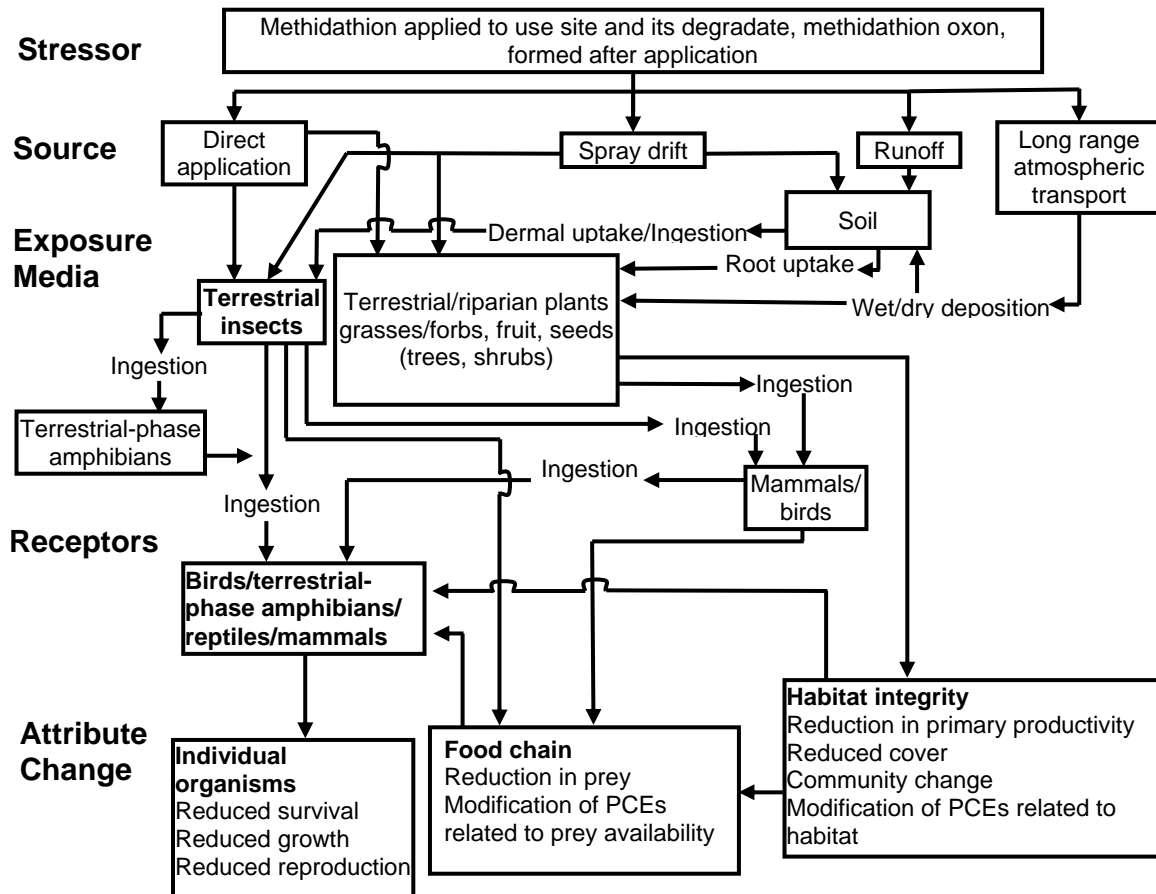 Stressor
Methidathion applied to use site and its degradate, methidathion oxon,
formed after application
Source
Direct
application
Spray drift
Runoff
Long range
atmospheric
transport
Exposure
Media
Soil
Dermal uptake/Ingestion
Root uptake
Wet/dry deposition
Terrestrial
insects
Terrestrial/riparian plants
grasses/forbs, fruit, seeds
(trees, shrubs)
Ingestion
Ingestion
Ingestion
Terrestrial-phase
amphibians
Ingestion
Ingestion
Mammals/
birds
Receptors
Birds/terrestrial-
phase amphibians/
reptiles/mammals
Attribute
Change
Individual
organisms
Reduced survival
Reduced growth
Reduced reproduction
Food chain
Reduction in prey
Modification of PCEs
related to prey availability
Habitat integrity
Reduction in primary productivity
Reduced cover
Community change
Modification of PCEs related to
habitat